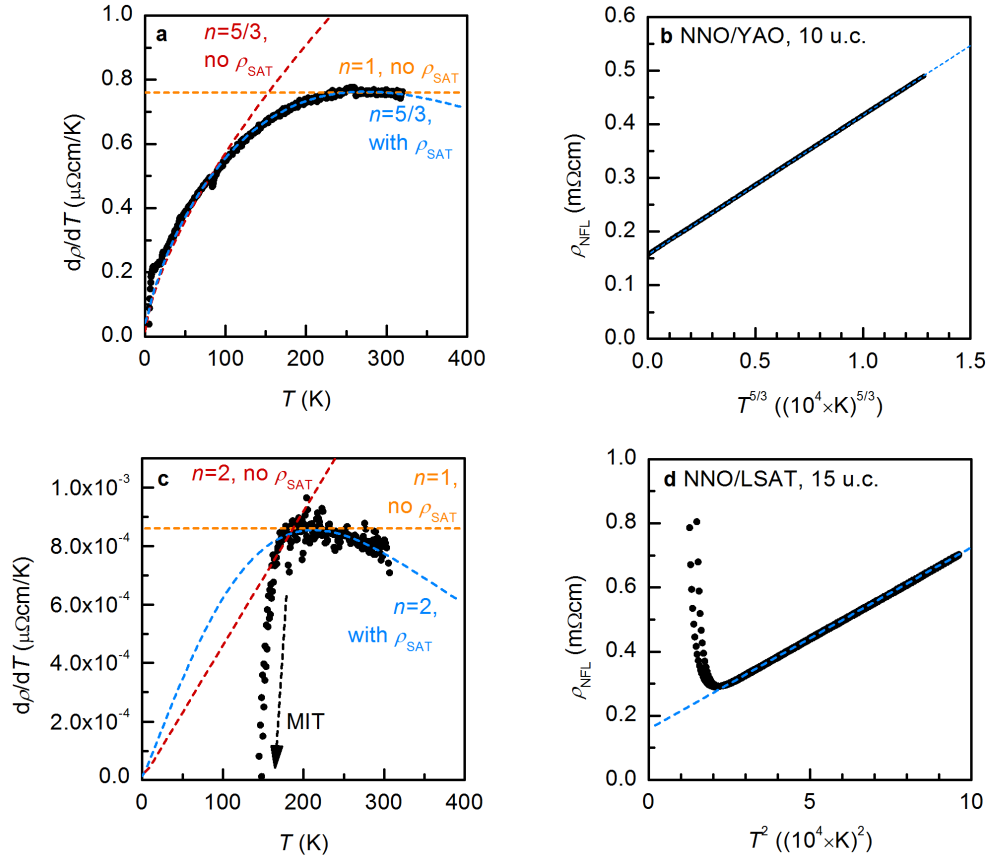 a
n=5/3,
no ρSAT
n=1, no ρSAT
n=5/3,
with ρSAT
1.0
0.8
0.6
0.4
0.2
0.0
dρ/dT (μΩcm/K)
0 100 200 300 400
T (K)
b NNO/YAO, 10 u.c.
0.6
0.5
0.4
0.3
0.2
0.1
0.0
ρNFL (mΩcm)
0.0 0.5 1.0 1.5
T5/3 ((104×K)5/3)
c
n=2, no ρSAT
n=1,
no ρSAT
n=2,
with ρSAT
MIT
1.0x10-3
8.0x10-4
6.0x10-4
4.0x10-4
2.0x10-4
0.0
dρ/dT (μΩcm/K)
0 100 200 300 400
T (K)
d NNO/LSAT, 15 u.c.
1.0
0.8
0.6
0.4
0.2
0.0
ρNFL (mΩcm)
0 5 10
T2 ((104×K)2)